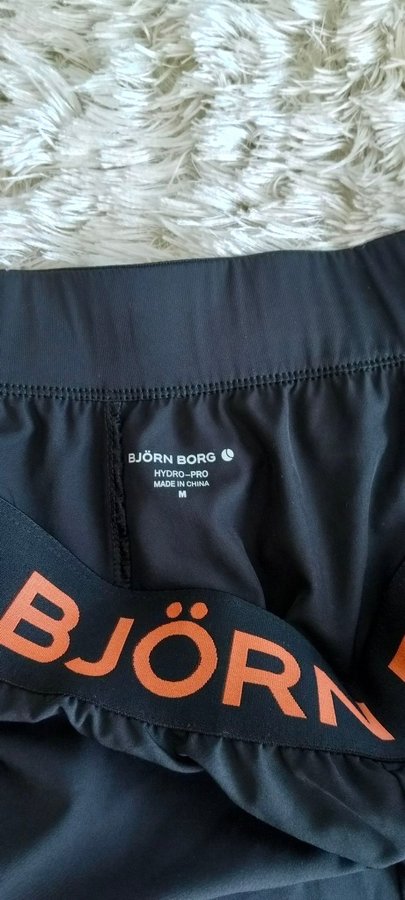 BJÖRN BORG
HYDRO-PRO
MADE IN CHINA
M
BJÖRN